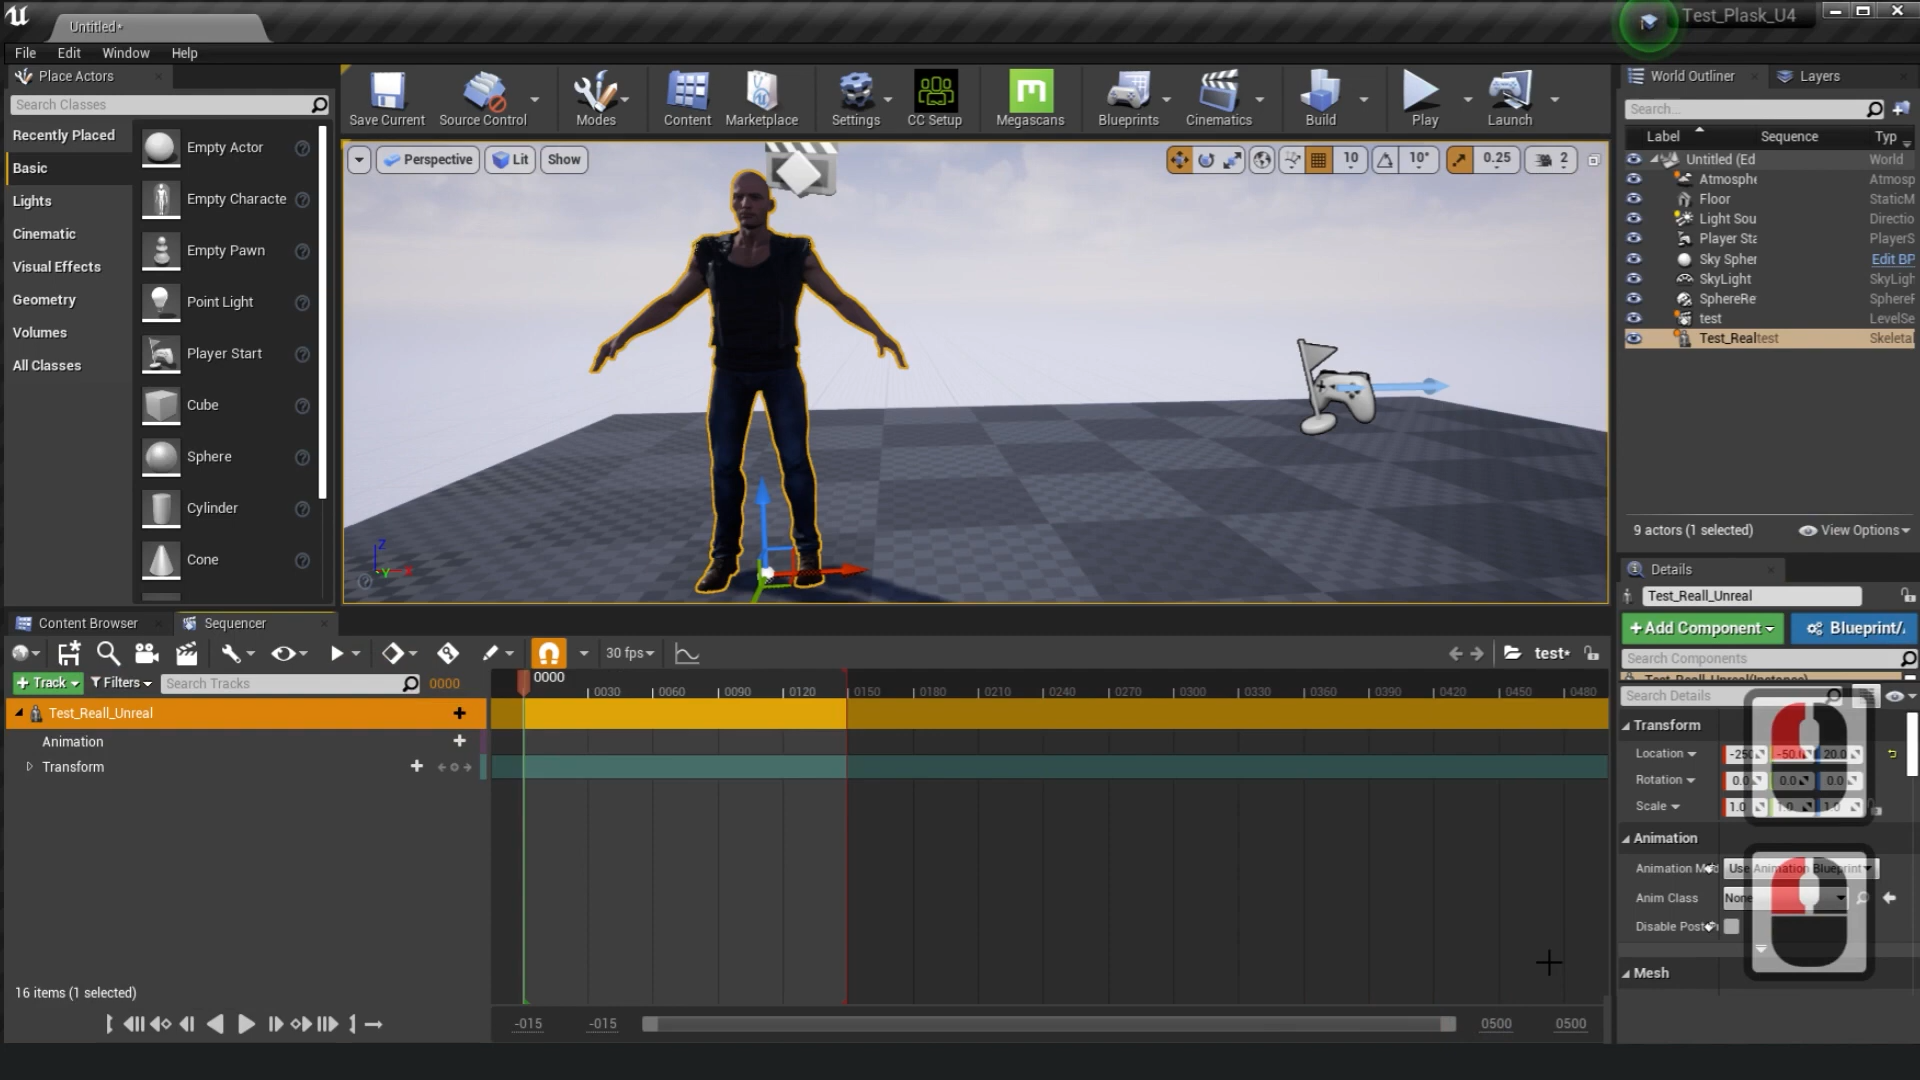 Untitled*
Test_Plask_U4
File Edit Window Help
Place Actors
Search Classes
Recently Placed
Basic
Lights
Cinematic
Visual Effects
Geometry
Volumes
All Classes
Empty Actor
Empty Characte
Empty Pawn
Point Light
Player Start
Cube
Sphere
Cylinder
Cone
Save Current
Source Control
Modes
Content
Marketplace
Settings
CC Setup
Megascans
Blueprints
Cinematics
Build
Play
Launch
Perspective Lit Show
10 10° 0.25 2
World Outliner Layers
Search...
Label Sequence Typ
Untitled (Ed World
Atmosphe Atmosp
Floor StaticM
Light Sou Directio
Player Sta PlayerS
Sky Spher Edit BP
SkyLight SkyLigh
SphereRe SphereR
test LevelSe
Test_Real test Skeleta
9 actors (1 selected) View Options
Details
Test_Reall_Unreal
+Add Component Blueprint/
Search Components
Test_Reall_Unreal(Instance)
Search Details
Transform
Location -250 -50.0 20.0
Rotation 0.0 0.0 0.0
Scale 1.0 1.0 1.0
Animation
Animation M Use Animation Blueprint
Anim Class None
Disable Post
Mesh
Content Browser Sequencer
30 fps
test*
+ Track Filters Search Tracks 0000
0000
0030 0060 0090 0120 0150 0180 0210 0240 0270 0300 0330 0360 0390 0420 0450 0480
Test_Reall_Unreal
Animation
Transform
16 items (1 selected)
-015 -015 0500 0500
Z
Y
X